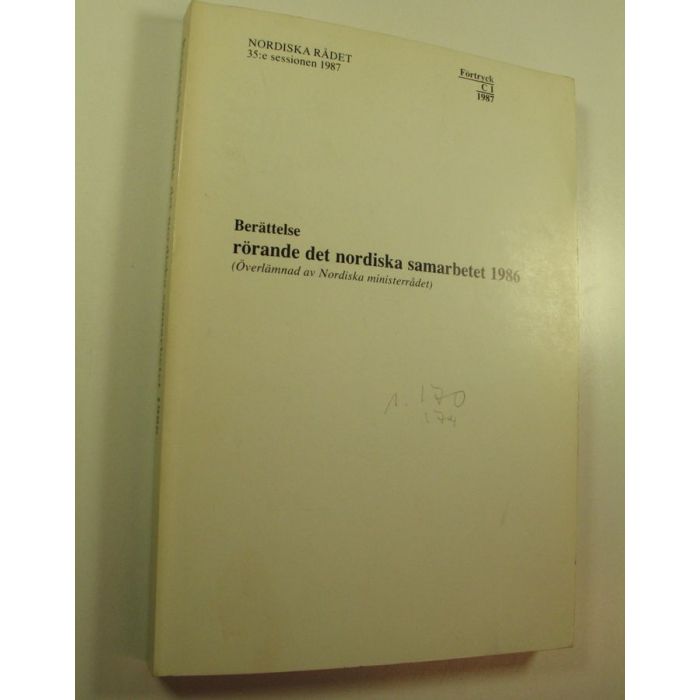 NORDISKA RÅDET
35:e sessionen 1987
Förtryck
C 1
1987
Berättelse
rörande det nordiska samarbetet 1986
(Överlämnad av Nordiska ministerrådet)
1. 170
174